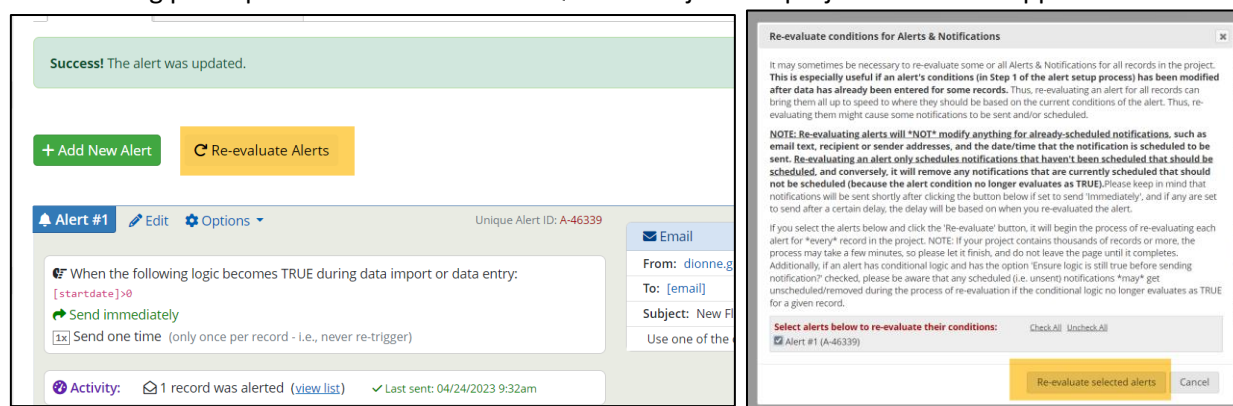 Success! The alert was updated.
+ Add New Alert
Re-evaluate Alerts
Alert #1 Edit Options Unique Alert ID: A-46339
When the following logic becomes TRUE during data import or data entry:
[startdate]>0
Send immediately
1x Send one time (only once per record - i.e., never re-trigger)
Activity: 1 record was alerted (view list) Last sent: 04/24/2023 9:32am
Email
From: dionne.g
To: [email]
Subject: New Fl
Use one of the
Re-evaluate conditions for Alerts & Notifications
It may sometimes be necessary to re-evaluate some or all Alerts & Notifications for all records in the project.
This is especially useful if an alert's conditions (in Step 1 of the alert setup process) has been modified
after data has already been entered for some records. Thus, re-evaluating an alert for all records can
bring them all up to speed to where they should be based on the current conditions of the alert. Thus, re-
evaluating them might cause some notifications to be sent and/or scheduled.
NOTE: Re-evaluating alerts will *NOT* modify anything for already-scheduled notifications, such as
email text, recipient or sender addresses, and the date/time that the notification is scheduled to be
sent. Re-evaluating an alert only schedules notifications that haven't been scheduled that should be
scheduled, and conversely, it will remove any notifications that are currently scheduled that should
not be scheduled (because the alert condition no longer evaluates as TRUE).Please keep in mind that
notifications will be sent shortly after clicking the button below if set to send 'Immediately', and if any are set
to send after a certain delay, the delay will be based on when you re-evaluated the alert.
If you select the alerts below and click the 'Re-evaluate' button, it will begin the process of re-evaluating each
alert for *every* record in the project. NOTE: If your project contains thousands of records or more, the
process may take a few minutes, so please let it finish, and do not leave the page until it completes.
Additionally, if an alert has conditional logic and has the option 'Ensure logic is still true before sending
notification?' checked, please be aware that any scheduled (i.e. unsent) notifications *may* get
unscheduled/removed during the process of re-evaluation if the conditional logic no longer evaluates as TRUE
for a given record.
Select alerts below to re-evaluate their conditions: Check All Uncheck All
Alert #1 (A-46339)
Re-evaluate selected alerts Cancel